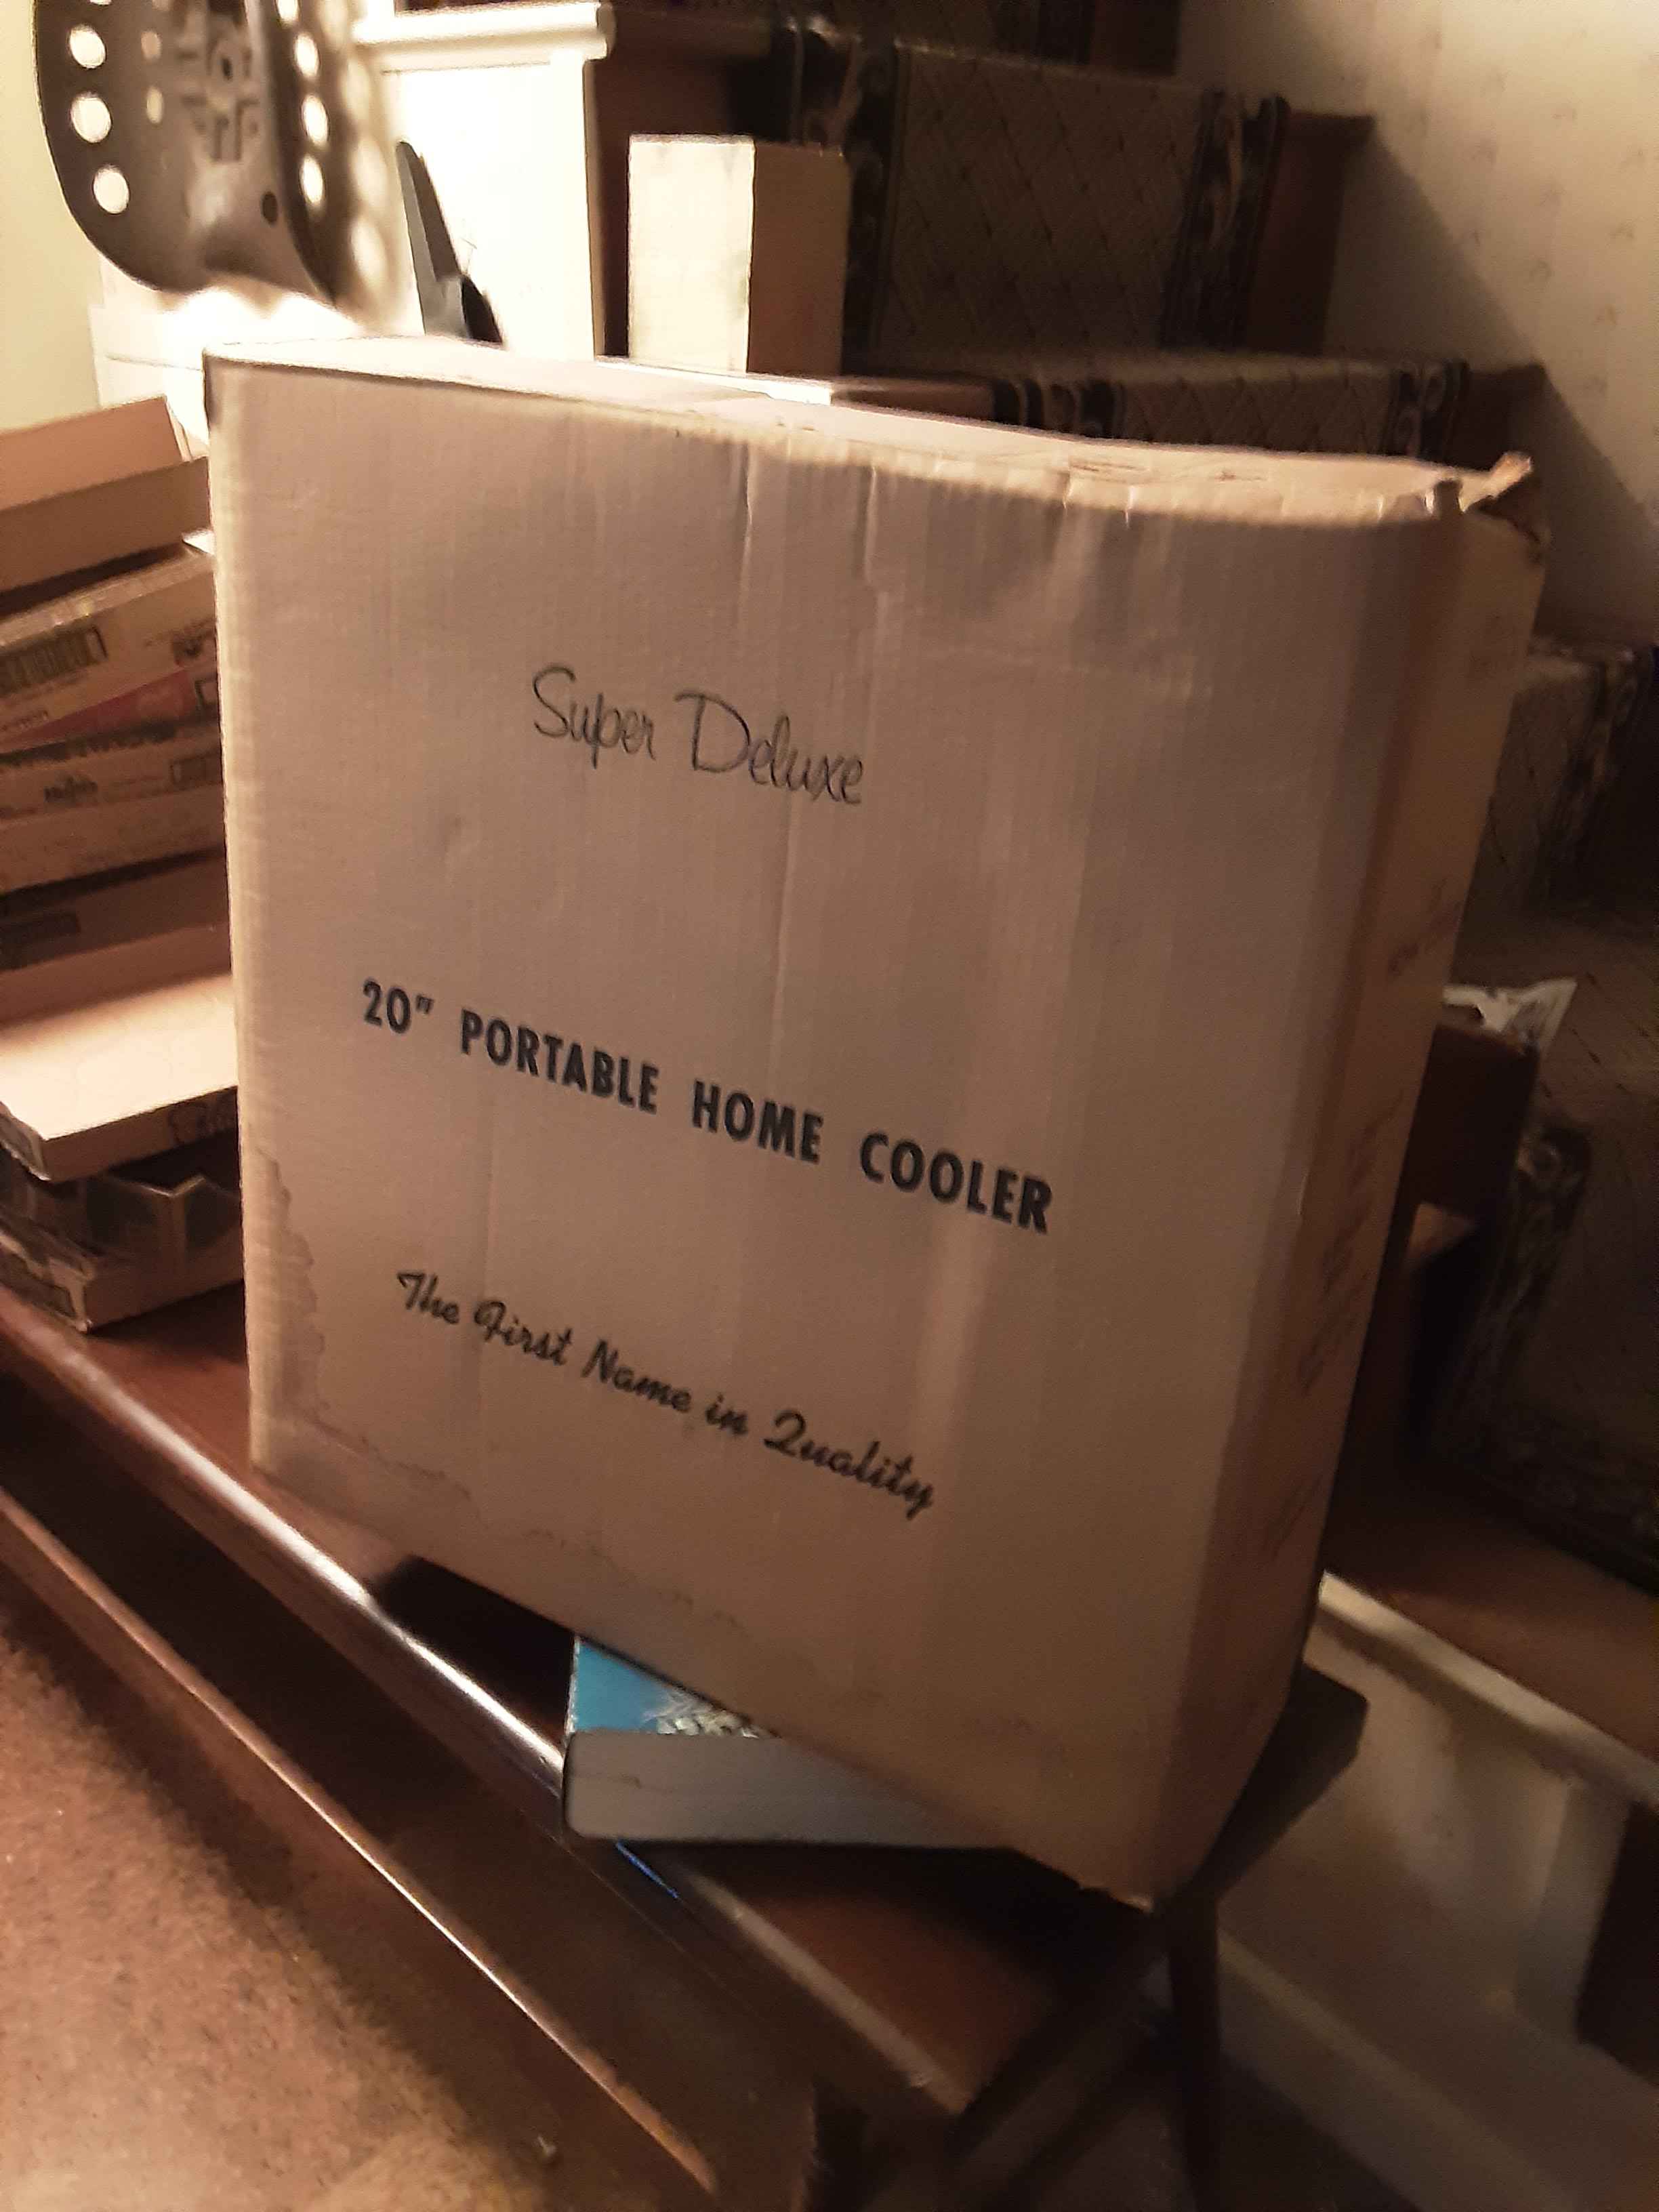 Super Deluxe
20" PORTABLE HOME COOLER
The First Name in Quality